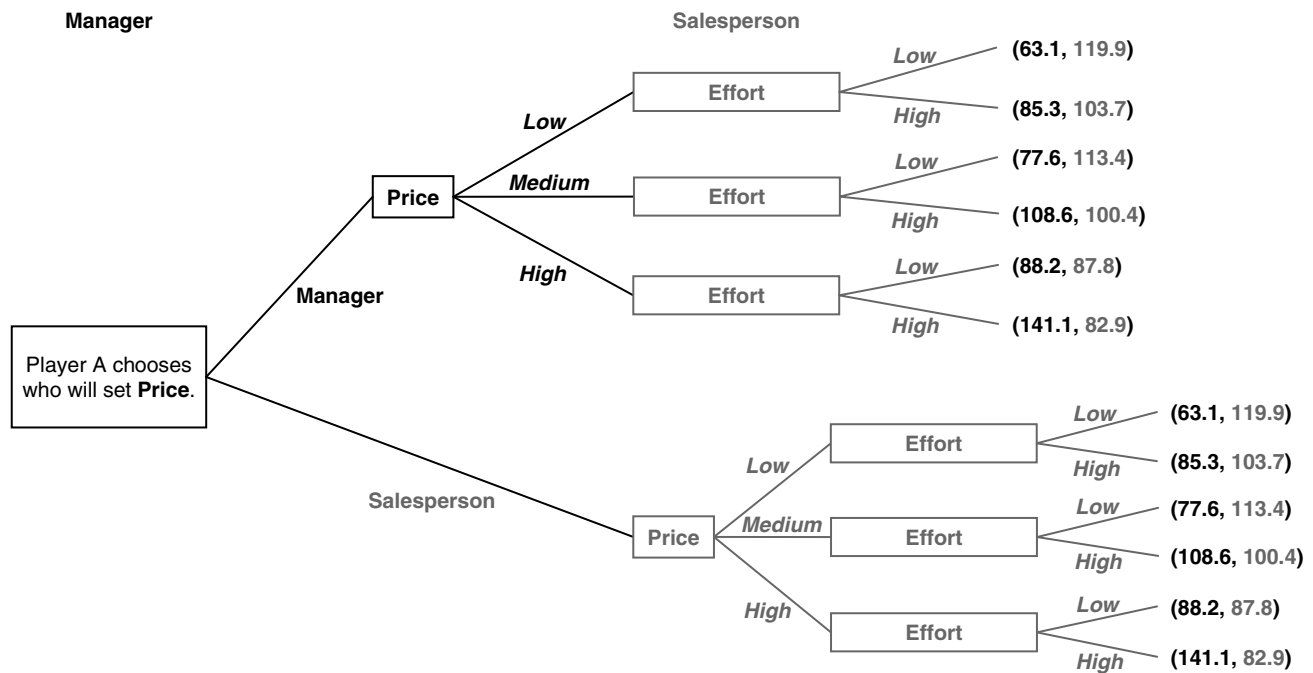 Manager
Salesperson
Low
(63.1, 119.9)
Effort
High
(85.3, 103.7)
Low
Low
(77.6, 113.4)
Price
Medium
Effort
High
(108.6, 100.4)
High
Low
(88.2, 87.8)
Effort
High
(141.1, 82.9)
Manager
Player A chooses
who will set Price.
Salesperson
Low
(63.1, 119.9)
Effort
High
(85.3, 103.7)
Low
Low
(77.6, 113.4)
Price
Medium
Effort
High
(108.6, 100.4)
High
Low
(88.2, 87.8)
Effort
High
(141.1, 82.9)